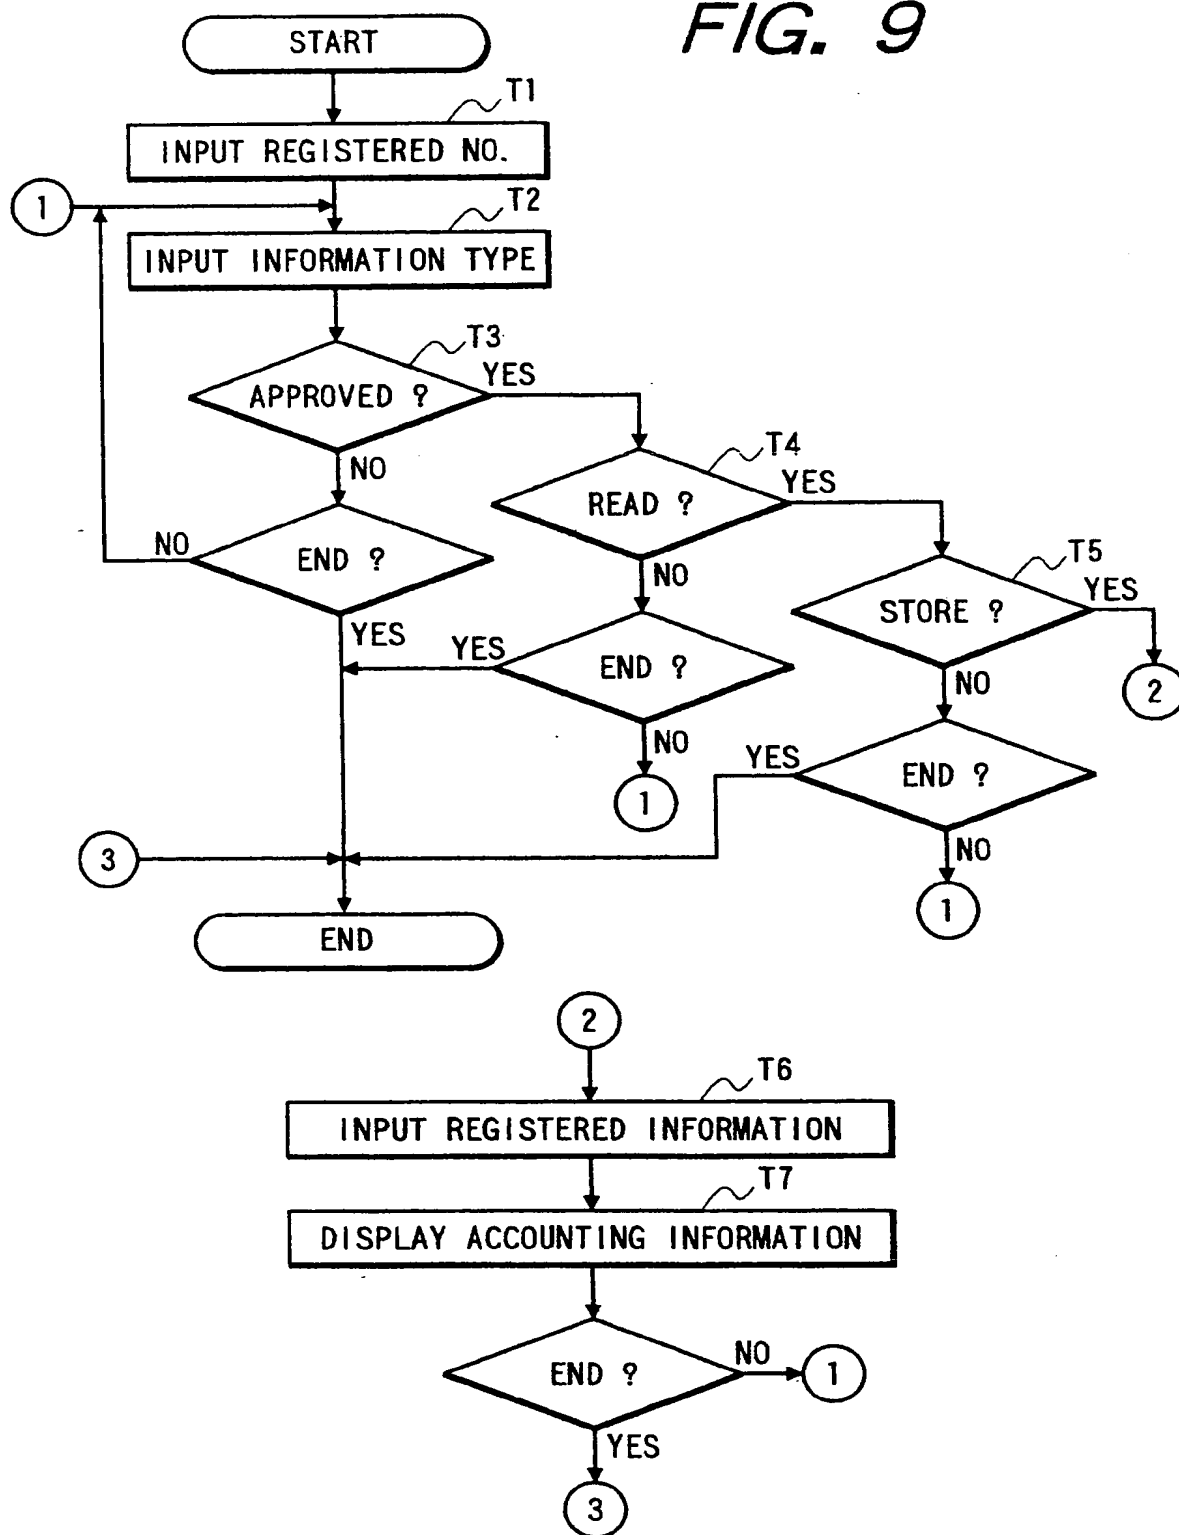 FIG. 9
START
T1
INPUT REGISTERED NO.
1
T2
INPUT INFORMATION TYPE
T3
APPROVED ?
YES
NO
T4
READ ?
YES
NO
END ?
NO
YES
T5
STORE ?
YES
2
NO
END ?
YES
NO
1
END ?
YES
NO
1
3
END
2
T6
INPUT REGISTERED INFORMATION
T7
DISPLAY ACCOUNTING INFORMATION
END ?
NO
1
YES
3